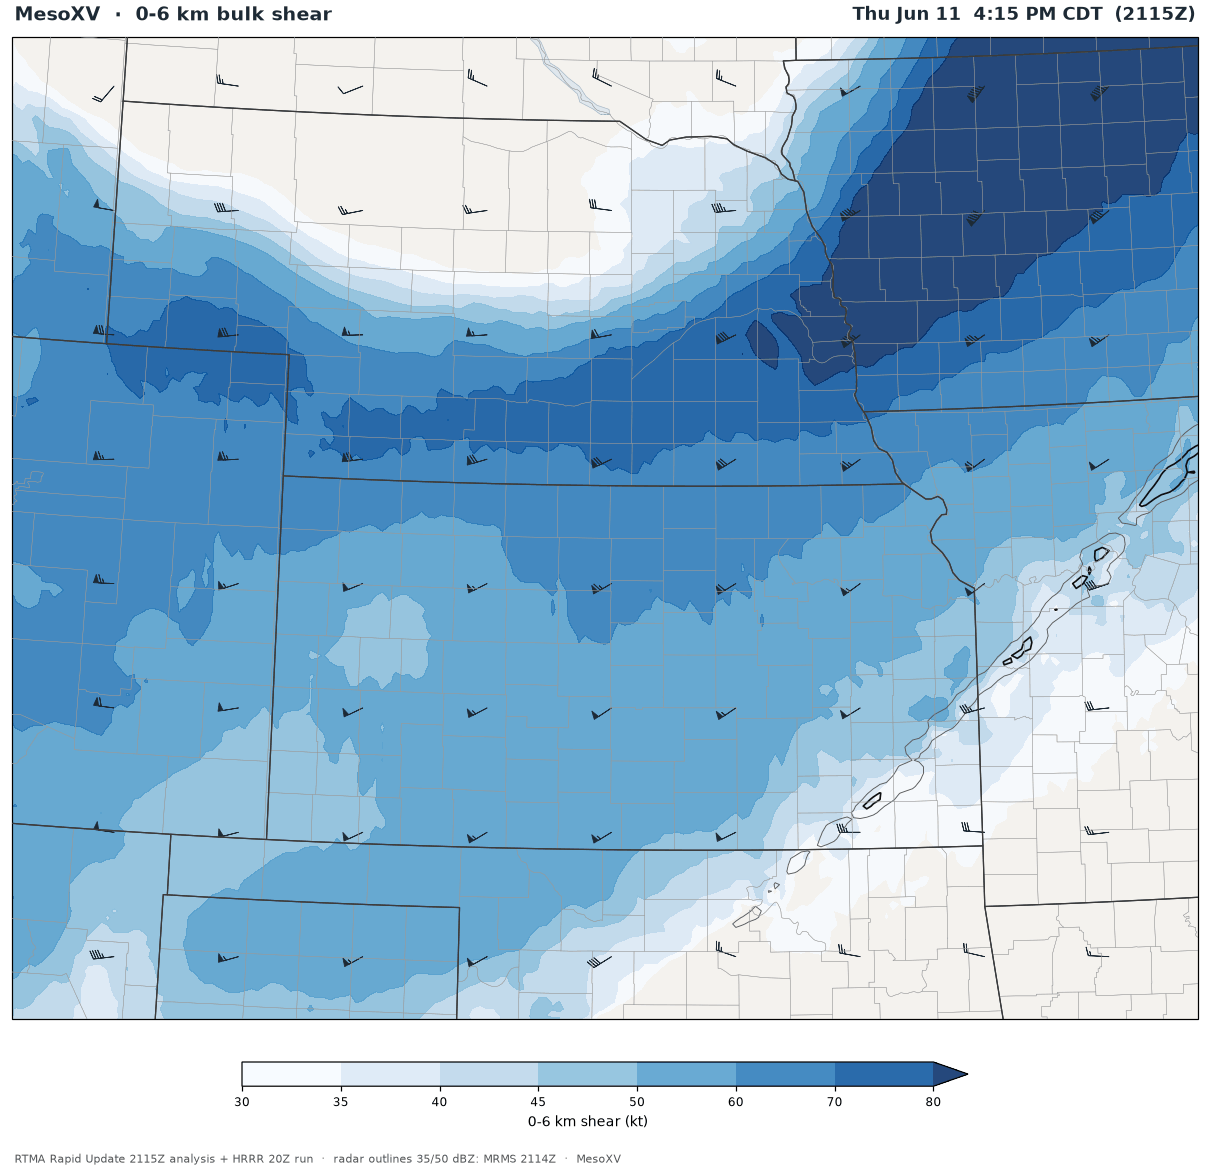 MesoXV · 0-6 km bulk shear
Thu Jun 11 4:15 PM CDT (2115Z)
30 35 40 45 50 60 70 80
0-6 km shear (kt)
RTMA Rapid Update 2115Z analysis + HRRR 20Z run · radar outlines 35/50 dBZ: MRMS 2114Z · MesoXV